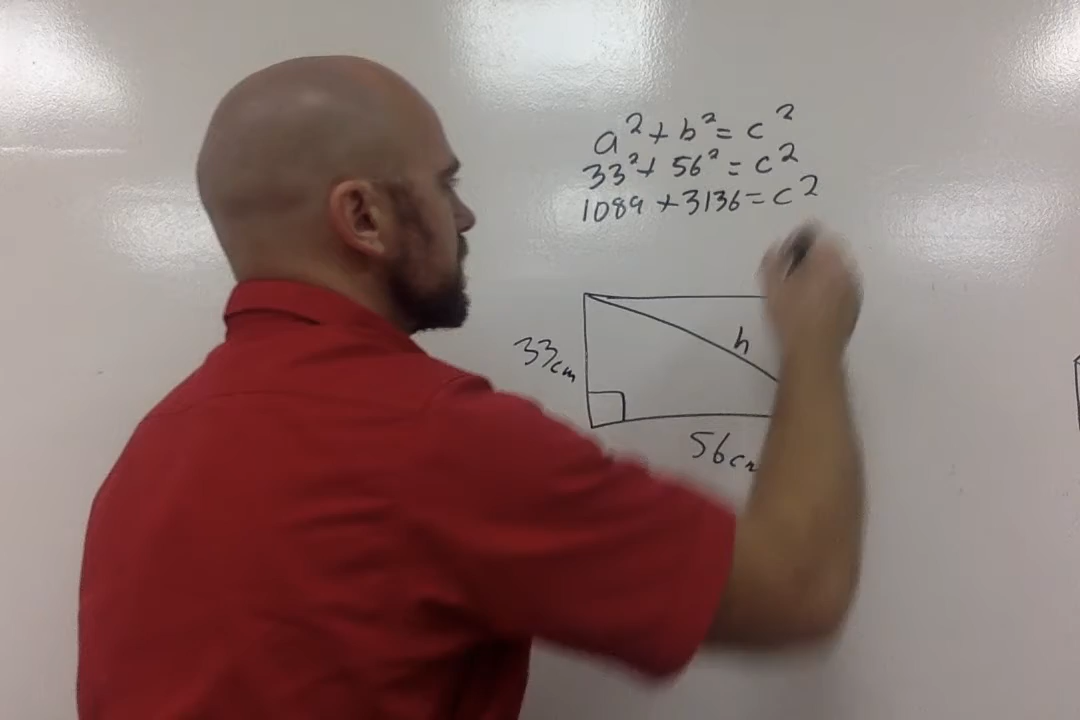 a² + b² = c²
33² + 56² = c²
1089 + 3136 = c²
h
33cm
56cm